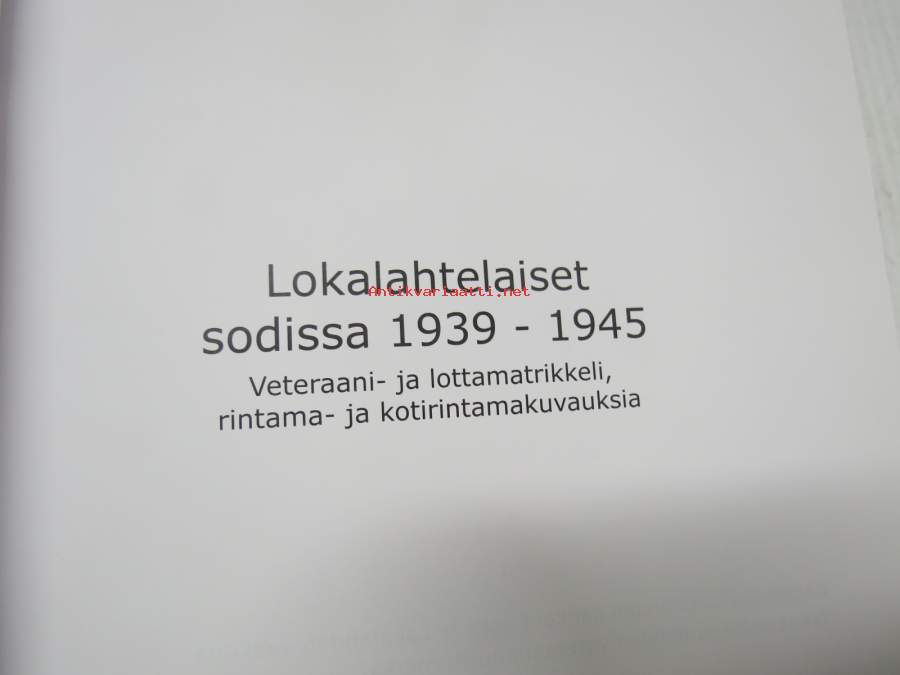 Lokalahtelaiset
Antikvariaatti.net
sodissa 1939 - 1945
Veteraani- ja lottamatrikkeli,
rintama- ja kotirintamakuvauksia